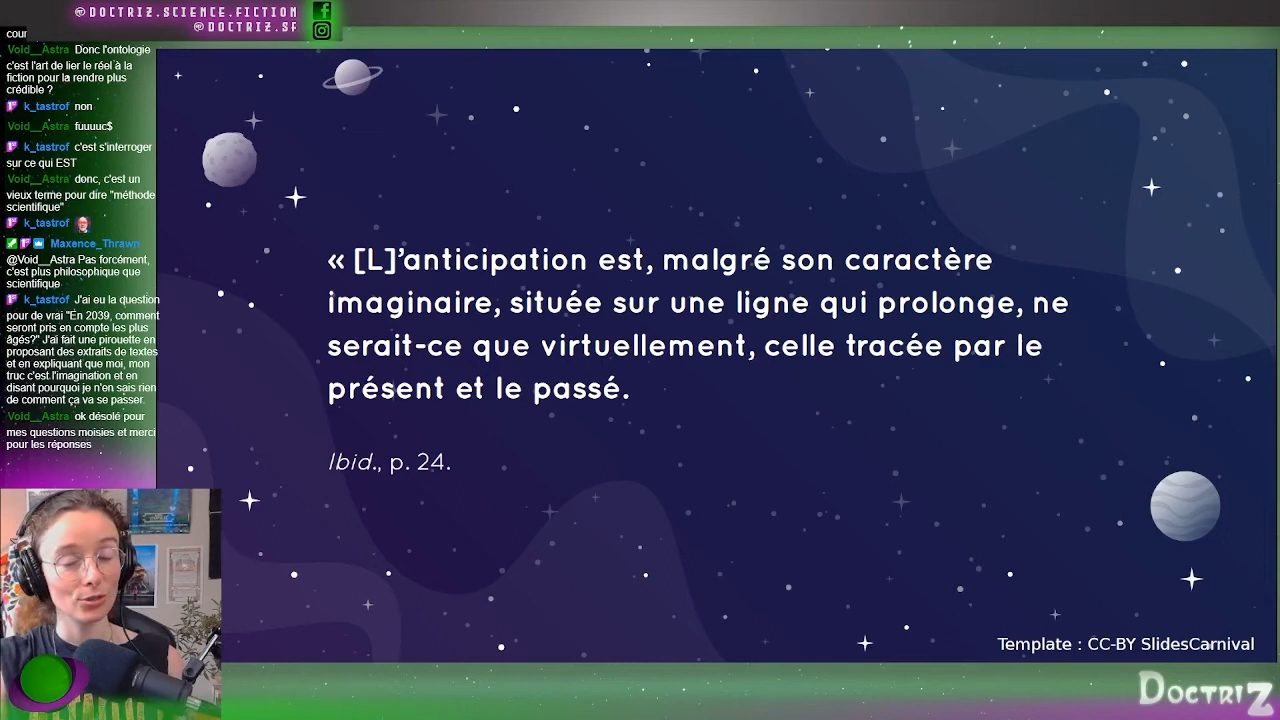 @DOCTRIZ.SCIENCE.FICTION
@DOCTRIZ.SF
cour
Void__Astra Donc l'ontologie
c'est l'art de lier le réel à la
fiction pour la rendre plus
crédible ?
k_tastrof non
Void__Astra fuuuc$
k_tastrof c'est s'interroger
sur ce qui EST
Void__Astra donc, c'est un
vieux terme pour dire "méthode
scientifique"
k_tastrof
Maxence_Thrawn
@Void__Astra Pas forcément,
c'est plus philosophique que
scientifique
k_tastrof J'ai eu la question
pour de vrai "En 2039, comment
seront pris en compte les plus
âgés?" J'ai fait une pirouette en
proposant des extraits de textes
et en expliquant que moi, mon
truc c'est l'imagination et en
disant pourquoi je n'en sais rien
de comment ça va se passer.
Void__Astra ok désolé pour
mes questions moisies et merci
pour les réponses
« [L]’anticipation est, malgré son caractère
imaginaire, située sur une ligne qui prolonge, ne
serait-ce que virtuellement, celle tracée par le
présent et le passé.
Ibid., p. 24.
Template : CC-BY SlidesCarnival
DOCTRIZ